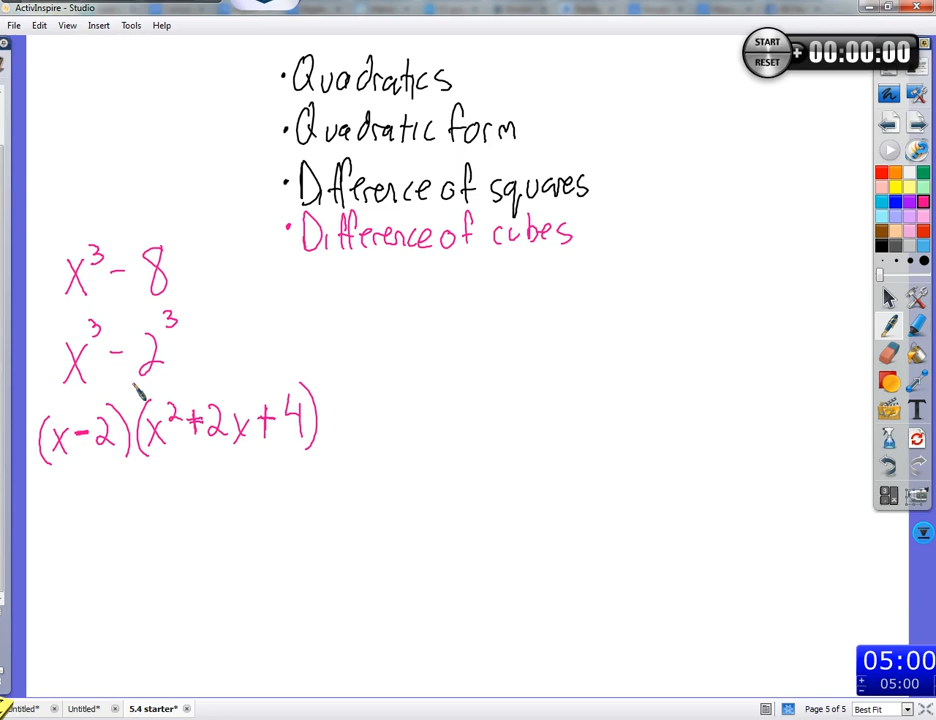 ActivInspire - Studio
File Edit View Insert Tools Help
START
RESET
+ 00:00:00
•Quadratics
•Quadratic form
•Difference of squares
•Difference of cubes
x³ - 8
x³ - 2³
(x-2)(x²+2x+4)
T
05:00
05:00
Untitled*
5.4 starter*
Page 5 of 5
Best Fit